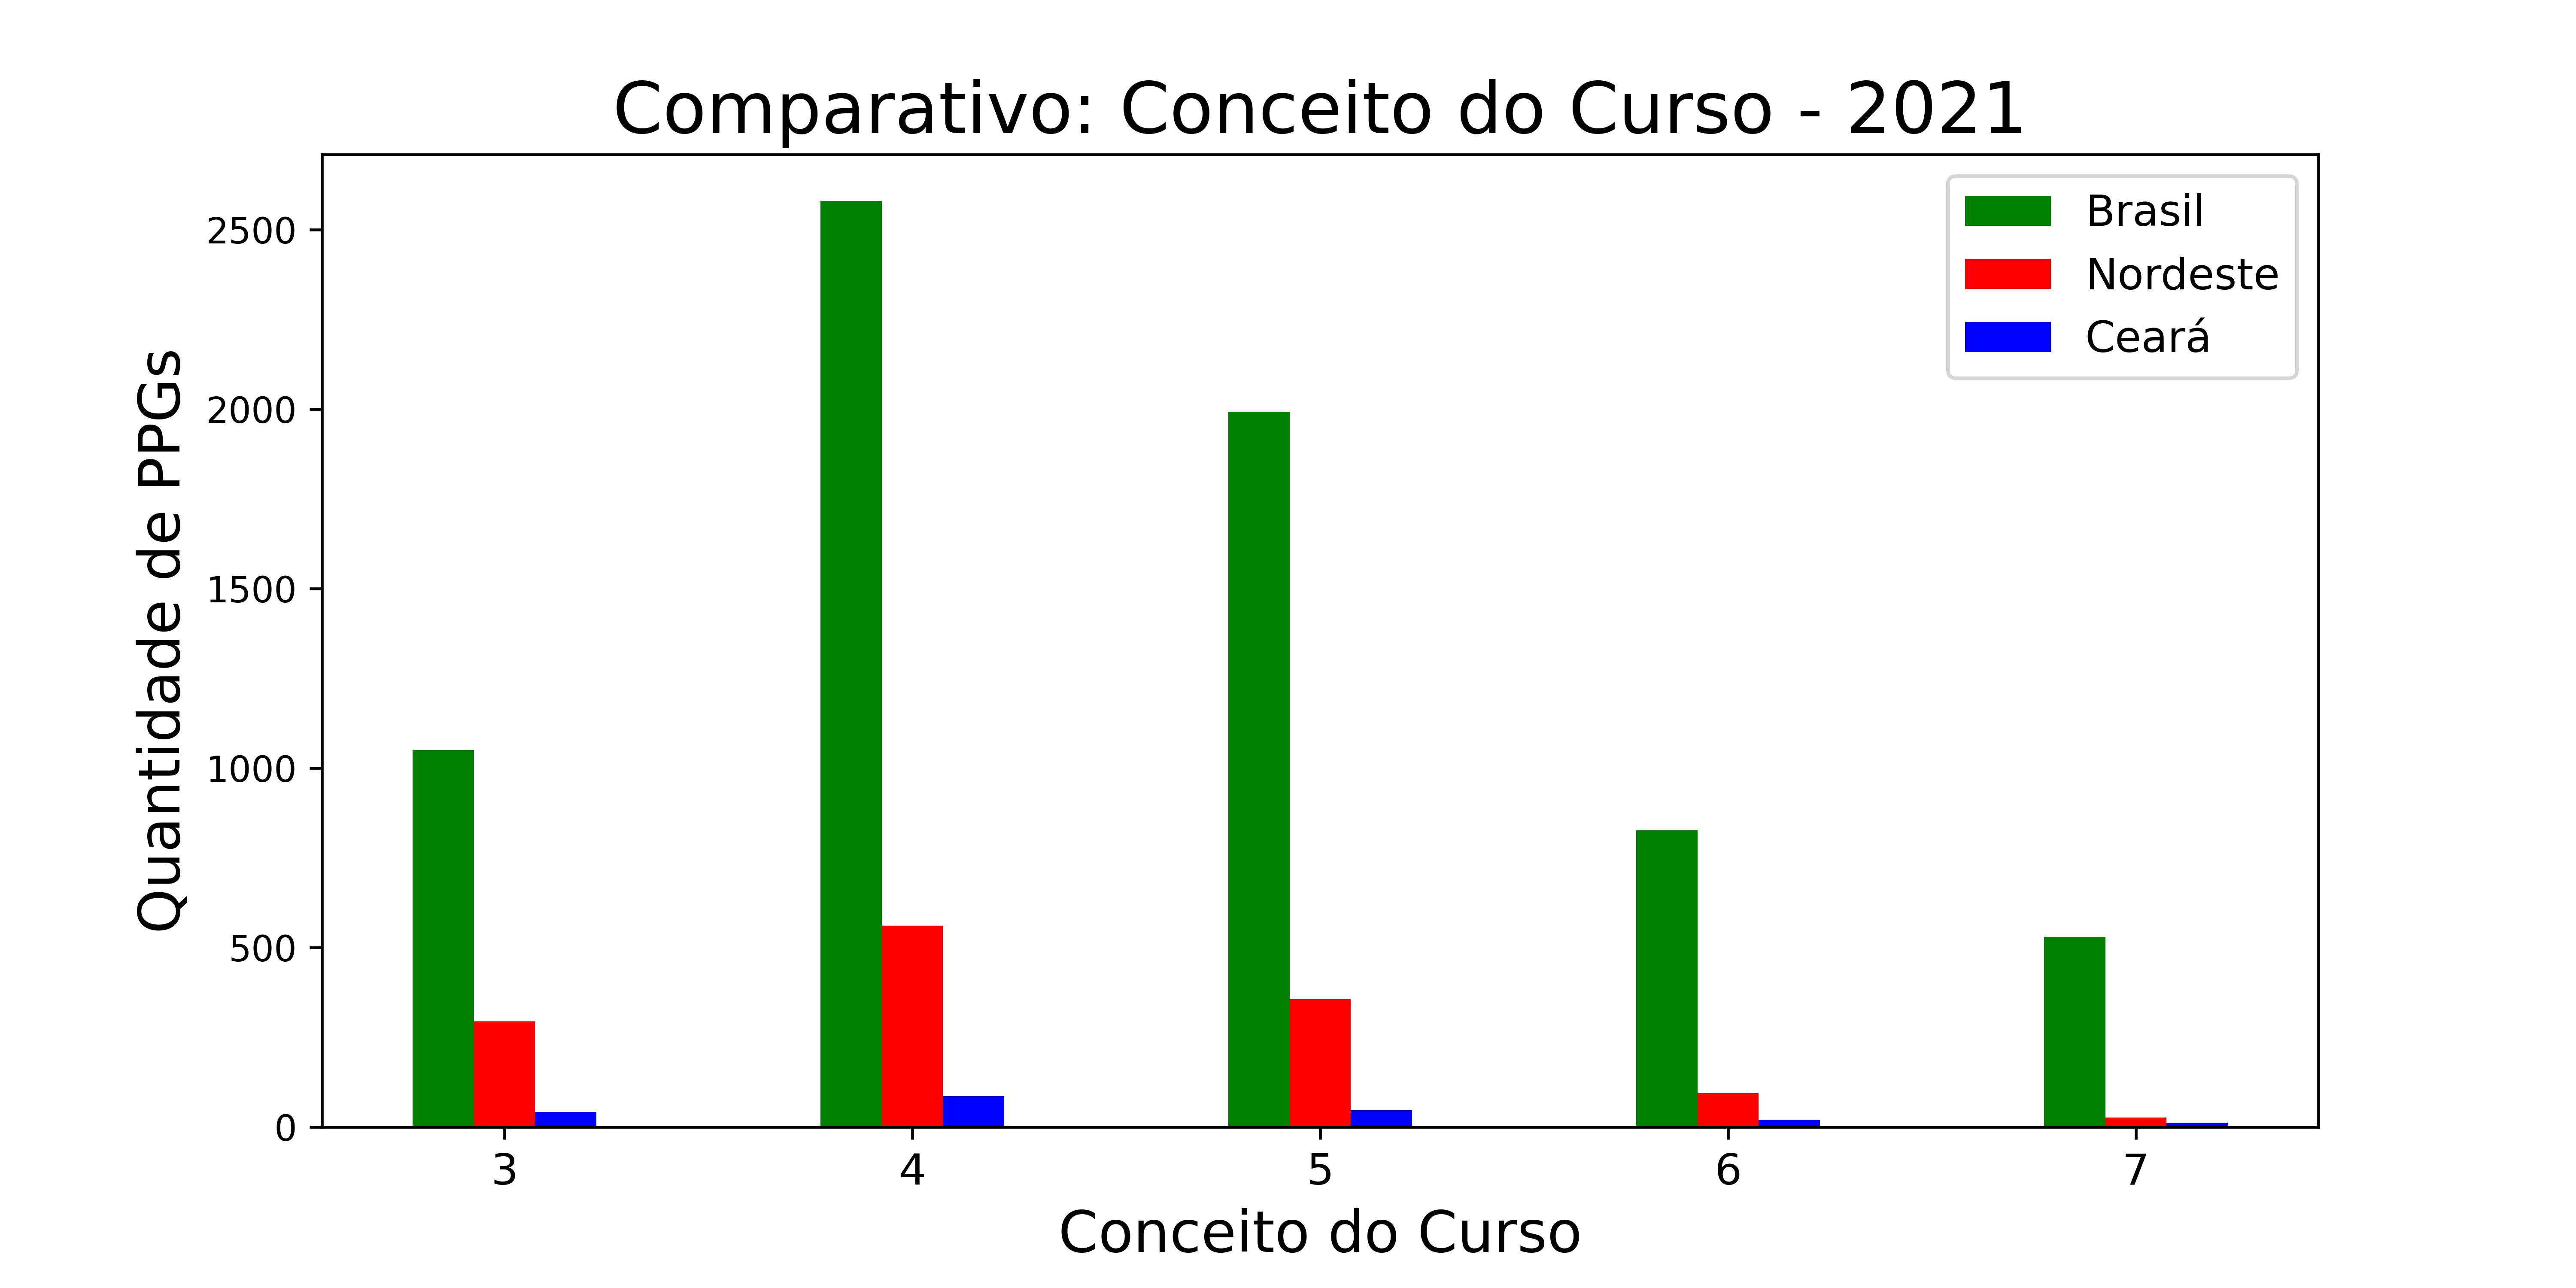 Comparativo: Conceito do Curso - 2021
Brasil
Nordeste
Ceará
Quantidade de PPGs
2500
2000
1500
1000
500
0
3 4 5 6 7
Conceito do Curso